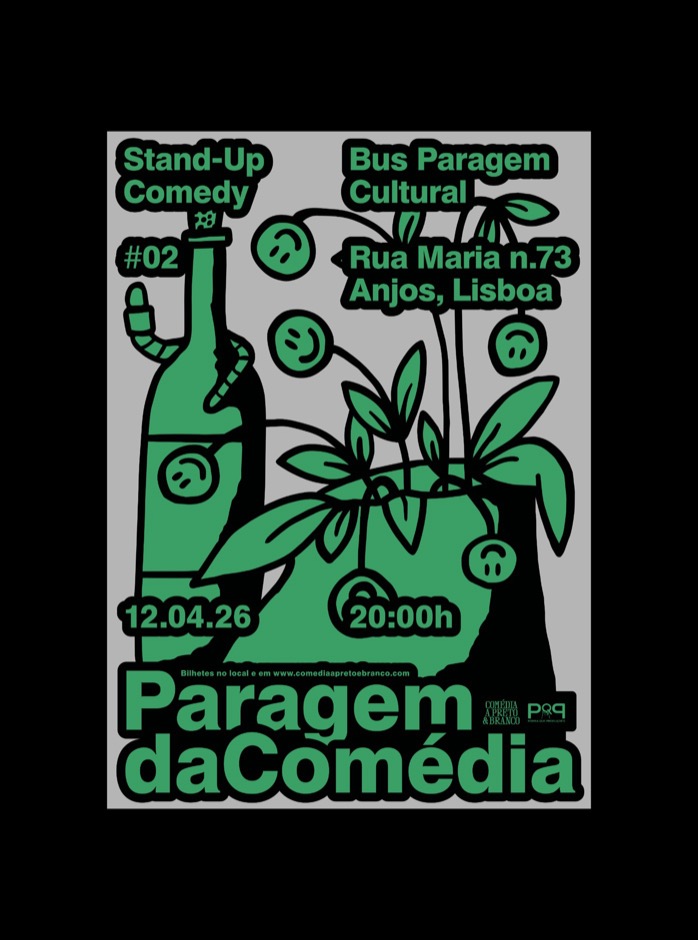 Stand-Up
Comedy
#02
Bus Paragem
Cultural
Rua Maria n.73
Anjos, Lisboa
12.04.26
20:00h
Bilhetes no local e em www.comediapretoebranco.com
Paragem
daComédia
COMÉDIA
A PRETO
& BRANCO